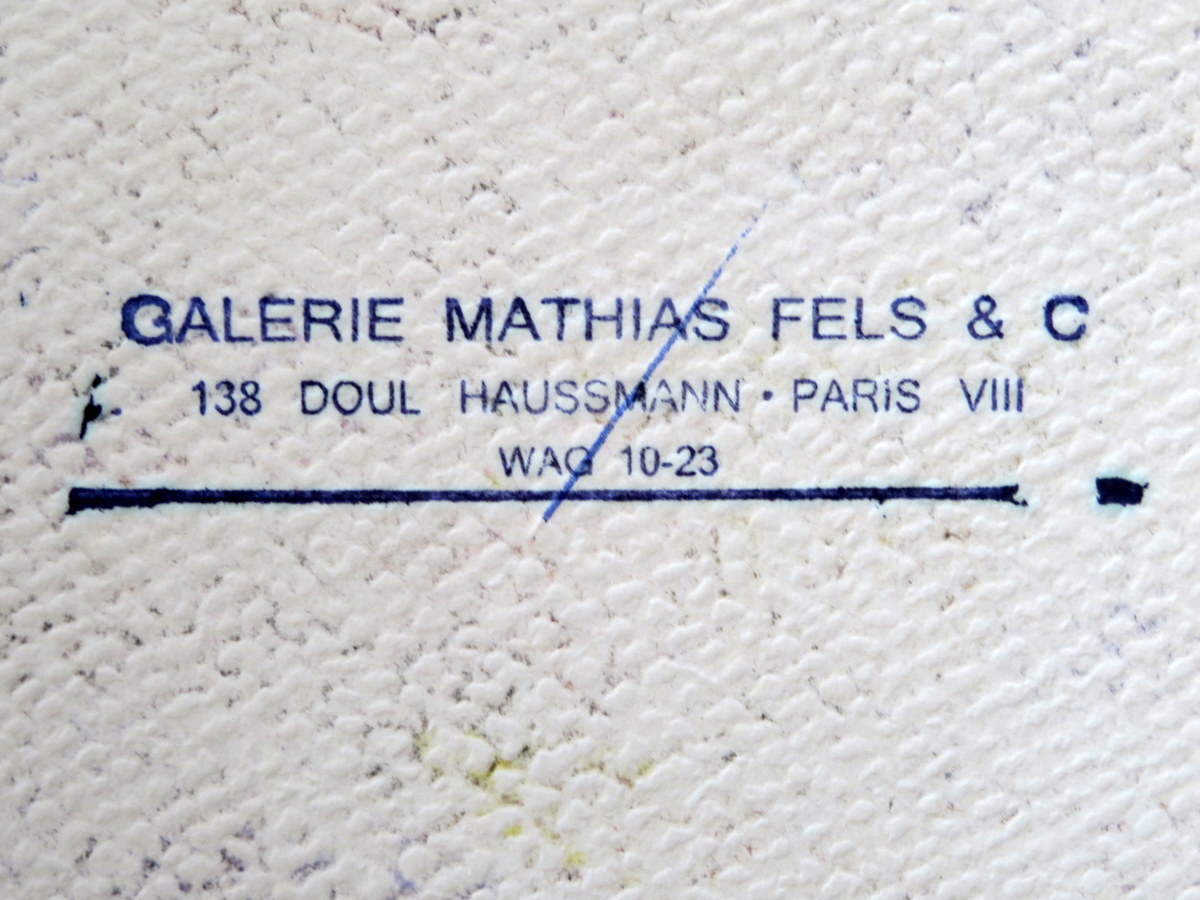 GALERIE MATHIAS FELS & C
138 DOUL HAUSSMANN • PARIS VIII
WAG 10-23